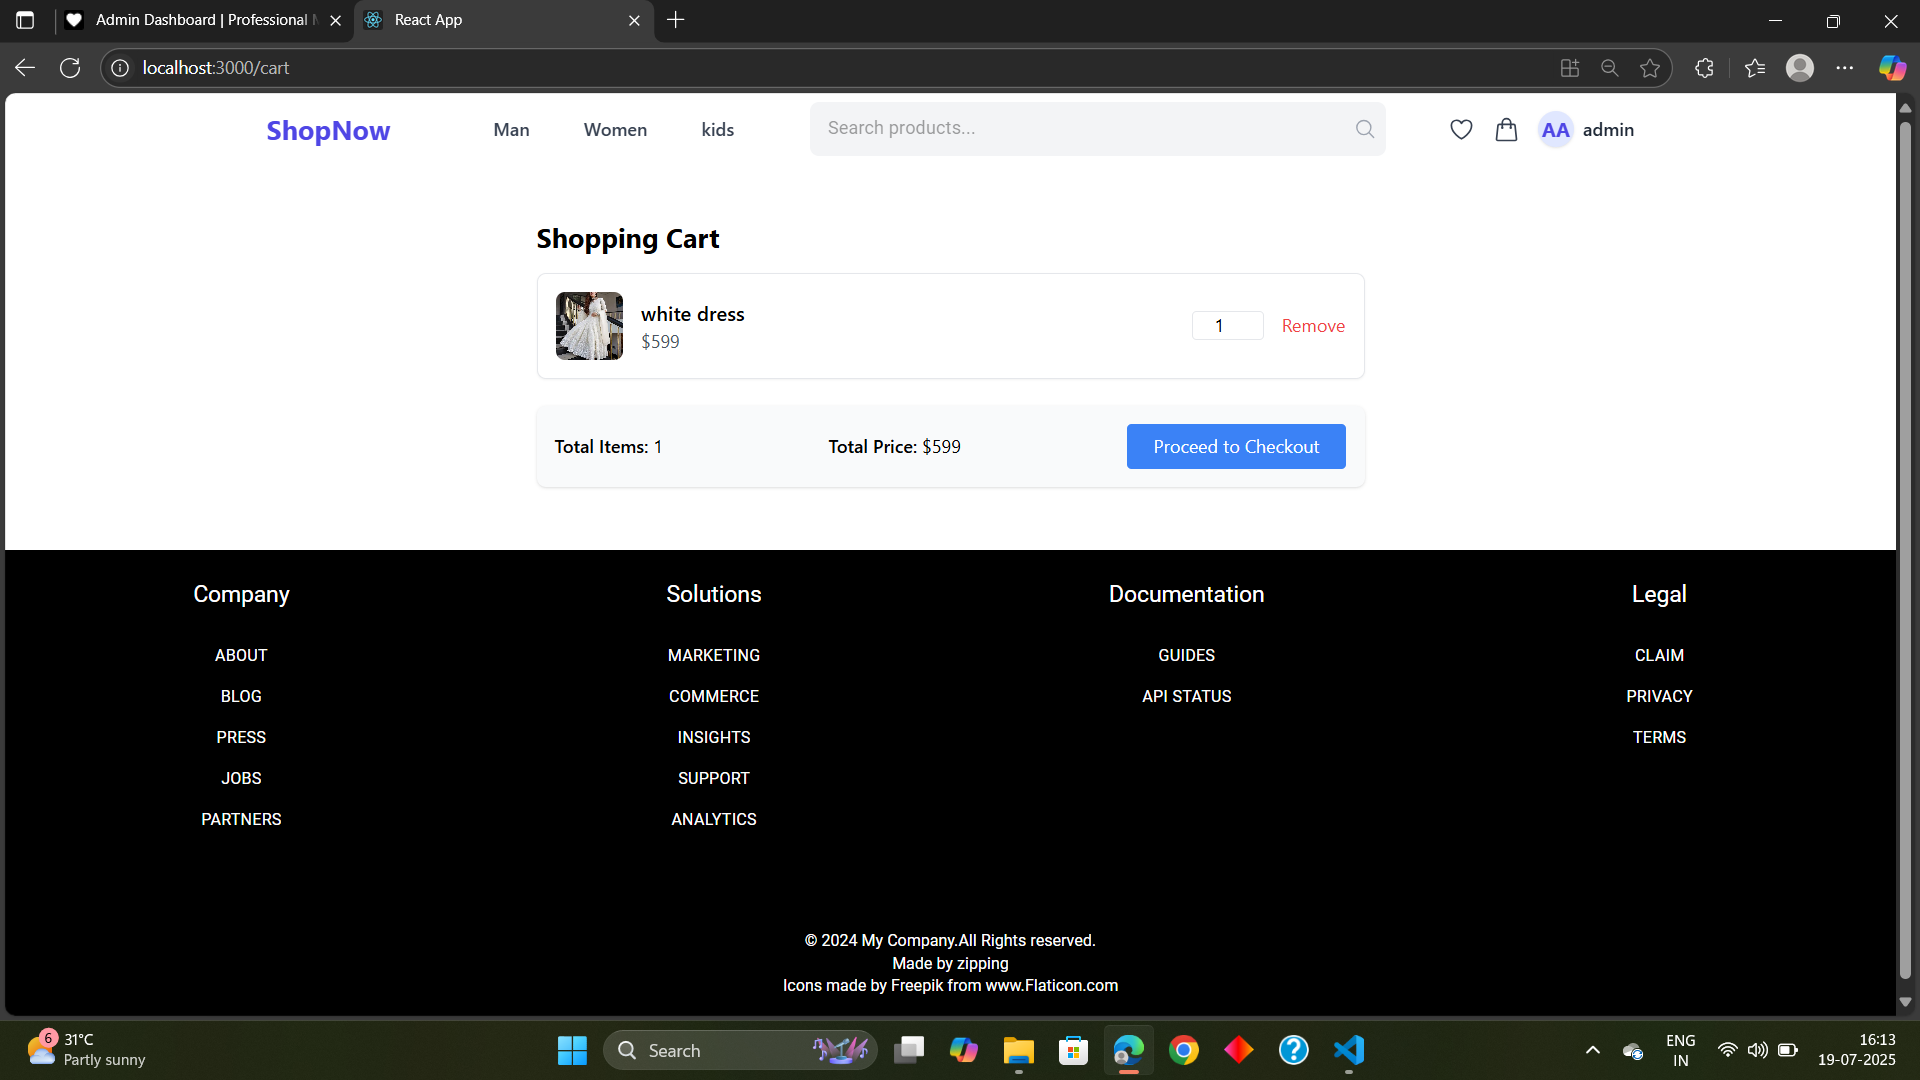 Admin Dashboard | Professional
React App
localhost:3000/cart
ShopNow
Man
Women
kids
Search products...
AA
admin
Shopping Cart
white dress
$599
1
Remove
Total Items: 1
Total Price: $599
Proceed to Checkout
Company
Solutions
Documentation
Legal
ABOUT
MARKETING
GUIDES
CLAIM
BLOG
COMMERCE
API STATUS
PRIVACY
PRESS
INSIGHTS
TERMS
JOBS
SUPPORT
PARTNERS
ANALYTICS
© 2024 My Company.All Rights reserved.
Made by zipping
Icons made by Freepik from www.Flaticon.com
6
31°C
Partly sunny
Search
ENG
IN
16:13
19-07-2025